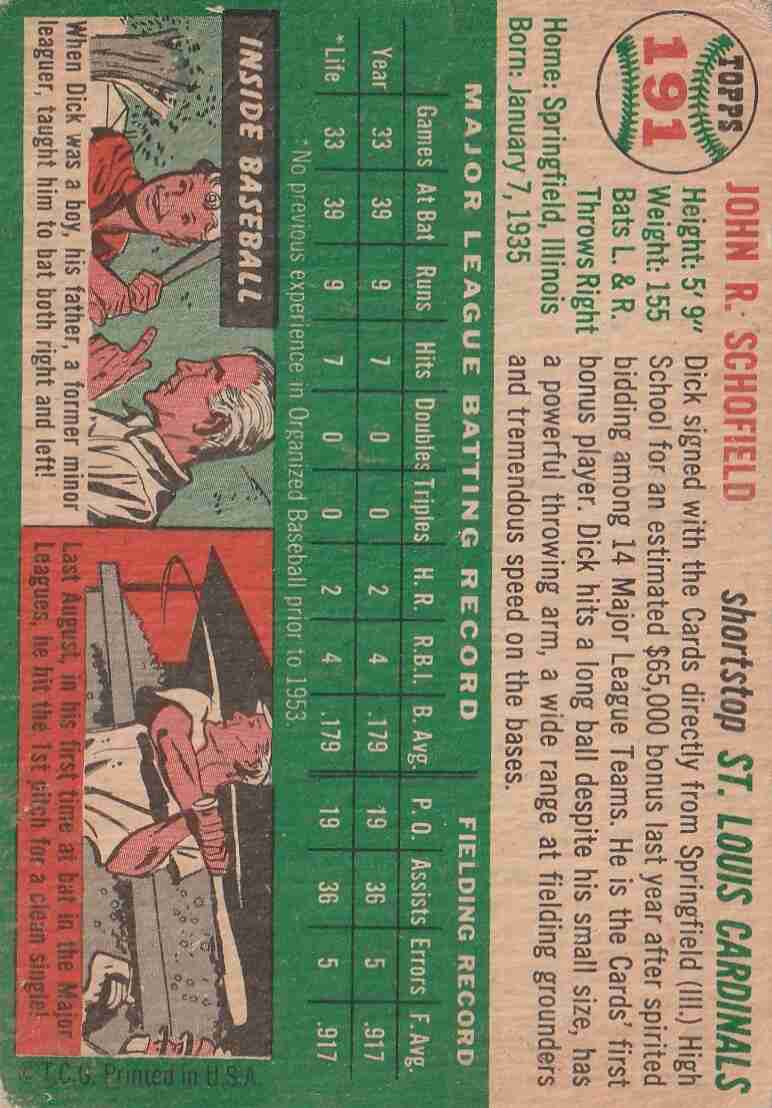 TOPPS
191
JOHN R. SCHOFIELD
shortstop ST. LOUIS CARDINALS
Height: 5'9"
Weight: 155
Bats L. & R.
Throws Right
Home: Springfield, Illinois
Born: January 7, 1935
Dick signed with the Cards directly from Springfield (Ill.) High
School for an estimated $65,000 bonus last year after spirited
bidding among 14 Major League Teams. He is the Cards' first
bonus player. Dick hits a long ball despite his small size, has
a powerful throwing arm, a wide range at fielding grounders
and tremendous speed on the bases.
MAJOR LEAGUE BATTING RECORD FIELDING RECORD
Games At Bat Runs Hits Doubles Triples H.R. R.B.I. B. Avg. P.O. Assists Errors F. Avg.
Year 33 39 9 7 0 0 2 4 .179 19 36 5 .917
*Life 33 39 9 7 0 0 2 4 .179 19 36 5 .917
*No previous experience in Organized Baseball prior to 1953.
INSIDE BASEBALL
When Dick was a boy, his father, a former minor
leaguer, taught him to bat both right and left!
Last August, in his first time at bat in the Major
Leagues, he hit the 1st pitch for a clean single!
© T.C.G. Printed in U.S.A.